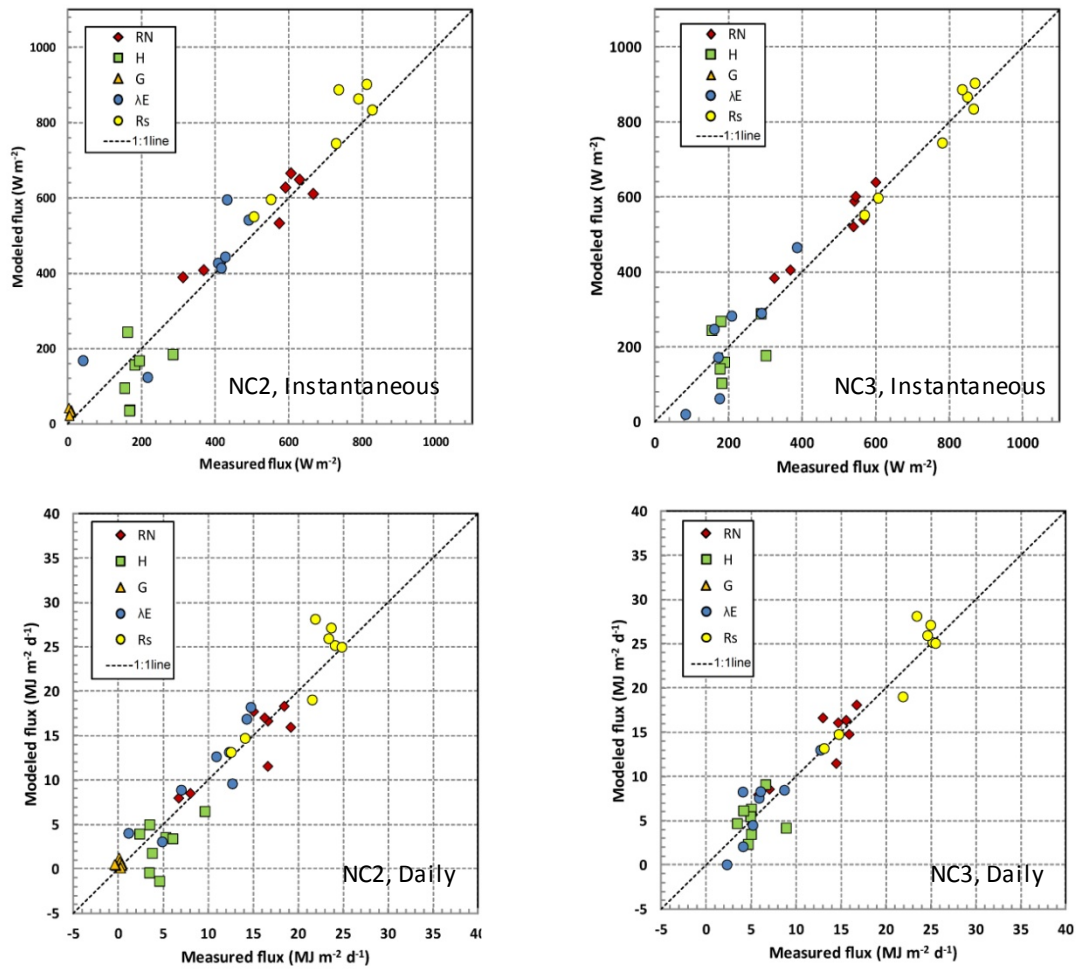 1000
800
600
400
200
0
Modeled flux (W m-2)
RN
H
G
λE
Rs
1:1line
NC2, Instantaneous
0 200 400 600 800 1000
Measured flux (W m-2)
1000
800
600
400
200
0
Modeled flux (W m-2)
RN
H
G
λE
Rs
1:1line
NC3, Instantaneous
0 200 400 600 800 1000
Measured flux (W m-2)
40
35
30
25
20
15
10
5
0
-5
Modeled flux (MJ m-2 d-1)
RN
H
G
λE
Rs
1:1line
NC2, Daily
-5 0 5 10 15 20 25 30 35 40
Measured flux (MJ m-2 d-1)
40
35
30
25
20
15
10
5
0
-5
Modeled flux (MJ m-2 d-1)
RN
H
G
λE
Rs
1:1line
NC3, Daily
-5 0 5 10 15 20 25 30 35 40
Measured flux (MJ m-2 d-1)